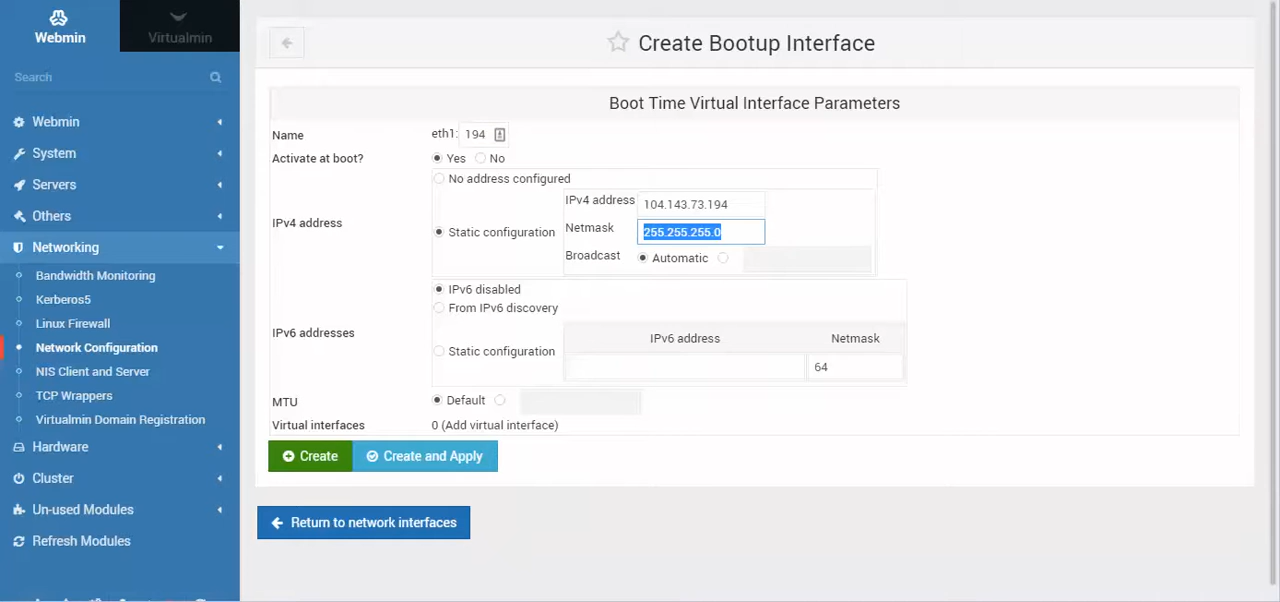 Webmin
Virtualmin
Search
Webmin
System
Servers
Others
Networking
Bandwidth Monitoring
Kerberos5
Linux Firewall
Network Configuration
NIS Client and Server
TCP Wrappers
Virtualmin Domain Registration
Hardware
Cluster
Un-used Modules
Refresh Modules
Create Bootup Interface
Boot Time Virtual Interface Parameters
Name eth1: 194
Activate at boot? Yes No
IPv4 address
No address configured
Static configuration
IPv4 address 104.143.73.194
Netmask 255.255.255.0
Broadcast Automatic
IPv6 addresses
IPv6 disabled
From IPv6 discovery
Static configuration
IPv6 address Netmask
64
MTU Default
Virtual interfaces 0 (Add virtual interface)
Create Create and Apply
Return to network interfaces